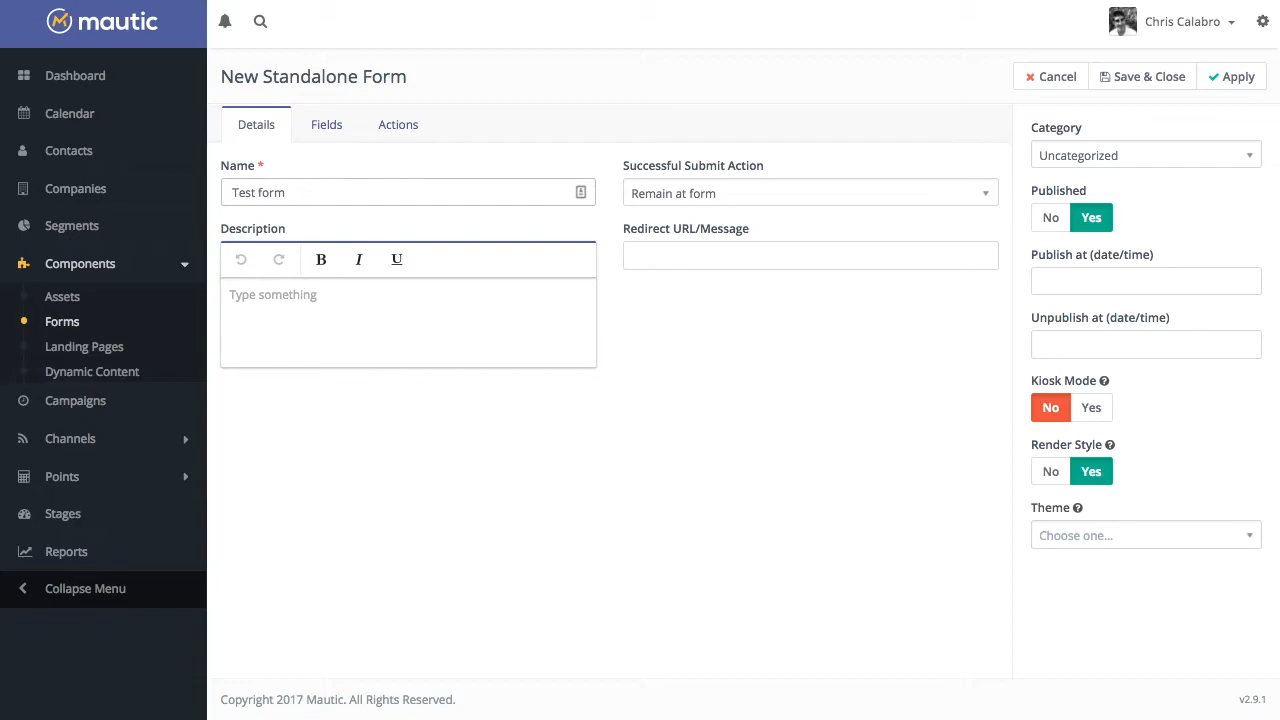 mautic
Chris Calabro
Dashboard
Calendar
Contacts
Companies
Segments
Components
Assets
Forms
Landing Pages
Dynamic Content
Campaigns
Channels
Points
Stages
Reports
Collapse Menu
New Standalone Form
Cancel
Save & Close
Apply
Details
Fields
Actions
Name *
Test form
Description
B I U
Type something
Successful Submit Action
Remain at form
Redirect URL/Message
Category
Uncategorized
Published
No Yes
Publish at (date/time)
Unpublish at (date/time)
Kiosk Mode ?
No Yes
Render Style ?
No Yes
Theme ?
Choose one...
Copyright 2017 Mautic. All Rights Reserved.
v2.9.1